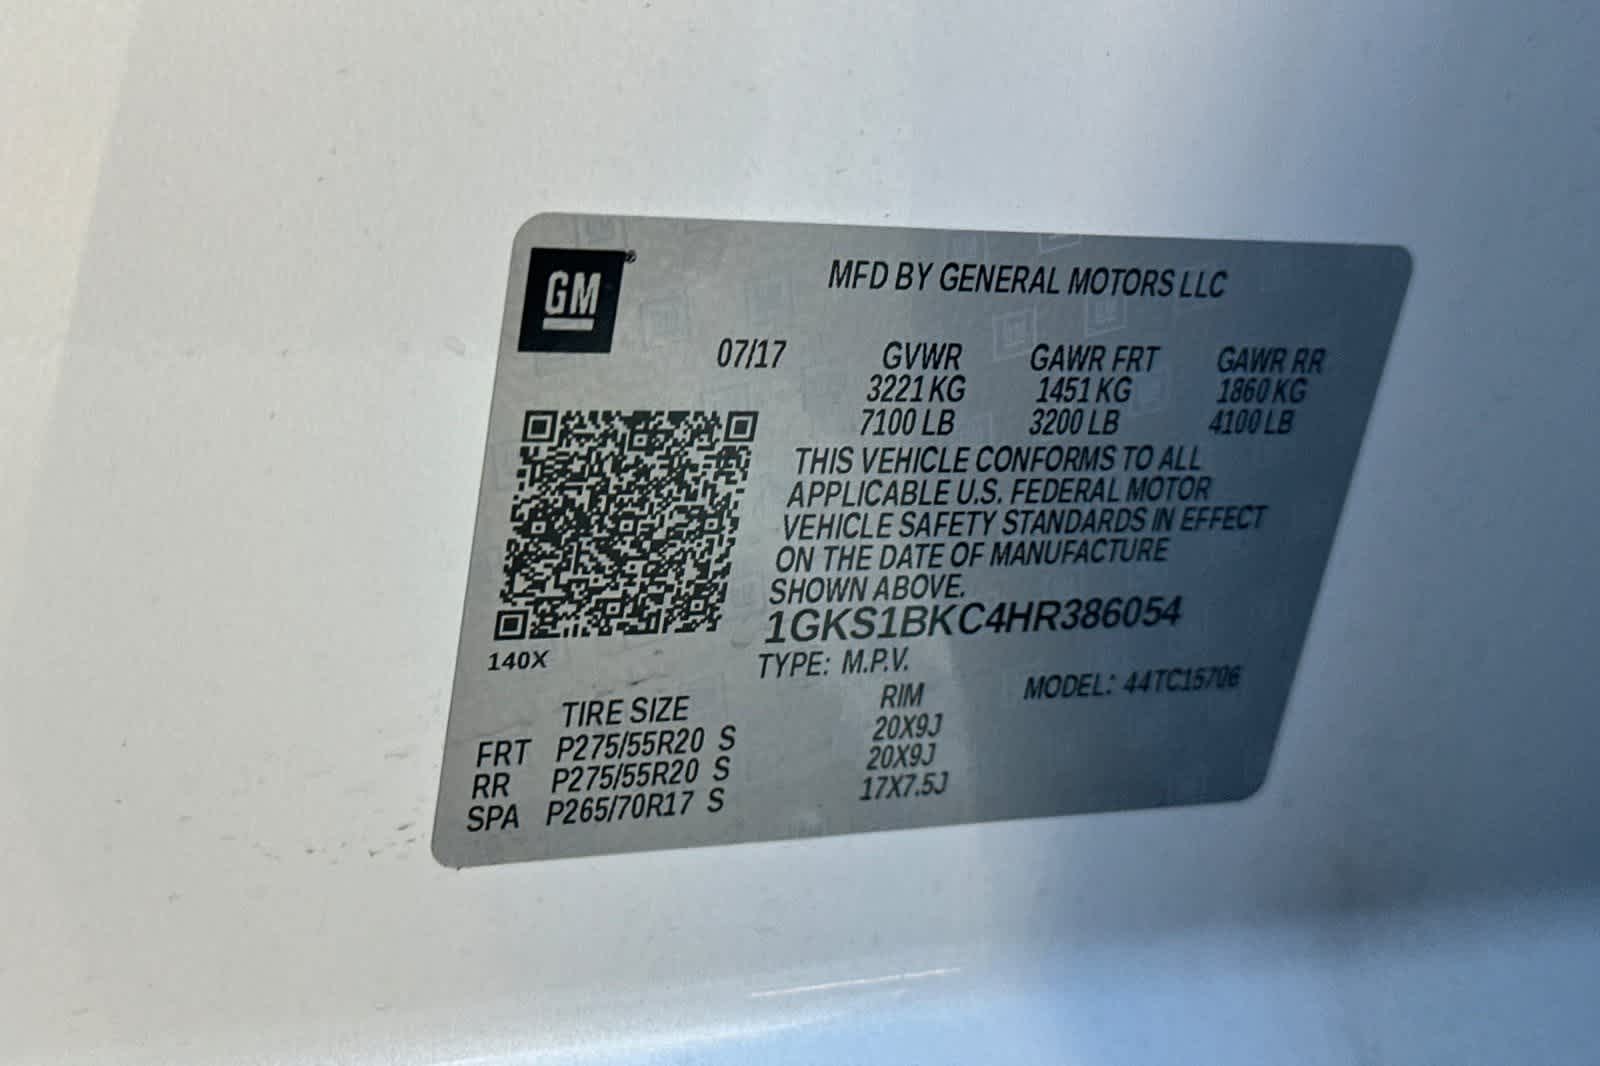 GM
MFD BY GENERAL MOTORS LLC
07/17 GVWR GAWR FRT GAWR RR
3221 KG 1451 KG 1860 KG
7100 LB 3200 LB 4100 LB
THIS VEHICLE CONFORMS TO ALL
APPLICABLE U.S. FEDERAL MOTOR
VEHICLE SAFETY STANDARDS IN EFFECT
ON THE DATE OF MANUFACTURE
SHOWN ABOVE.
1GKS1BKC4HR386054
140X
TYPE: M.P.V. MODEL: 44TC15706
TIRE SIZE RIM
FRT P275/55R20 S 20X9J
RR P275/55R20 S 20X9J
SPA P265/70R17 S 17X7.5J